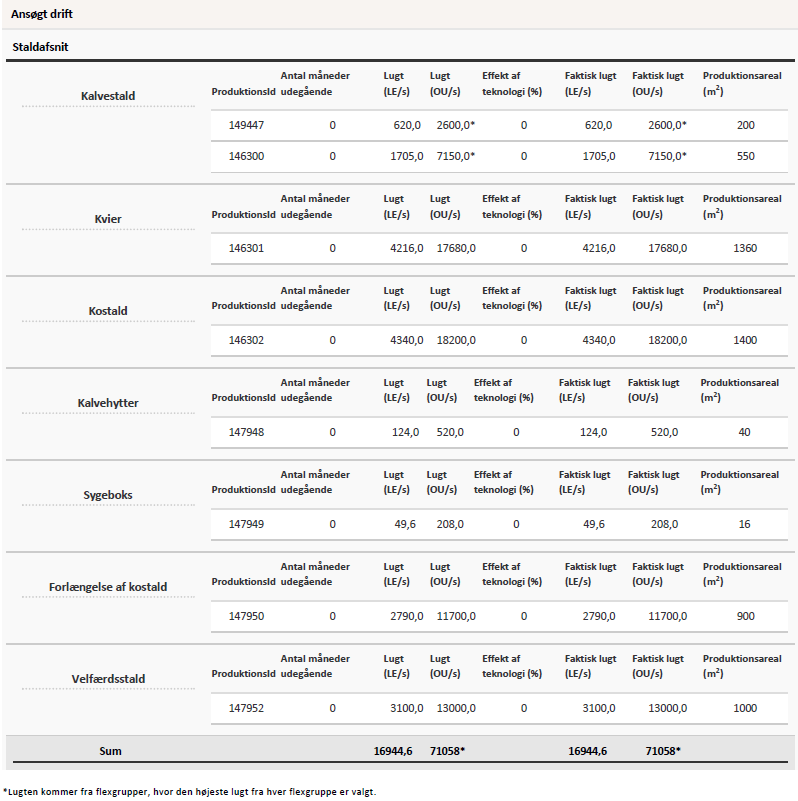 Ansøgt drift
Staldafsnit
Kalvestald
ProduktionsId Antal måneder udegående Lugt (LE/s) Lugt (OU/s) Effekt af teknologi (%) Faktisk lugt (LE/s) Faktisk lugt (OU/s) Produktionsareal (m²)
149447 0 620,0 2600,0* 0 620,0 2600,0* 200
146300 0 1705,0 7150,0* 0 1705,0 7150,0* 550
Kvier
ProduktionsId Antal måneder udegående Lugt (LE/s) Lugt (OU/s) Effekt af teknologi (%) Faktisk lugt (LE/s) Faktisk lugt (OU/s) Produktionsareal (m²)
146301 0 4216,0 17680,0 0 4216,0 17680,0 1360
Kostald
ProduktionsId Antal måneder udegående Lugt (LE/s) Lugt (OU/s) Effekt af teknologi (%) Faktisk lugt (LE/s) Faktisk lugt (OU/s) Produktionsareal (m²)
146302 0 4340,0 18200,0 0 4340,0 18200,0 1400
Kalvehytter
ProduktionsId Antal måneder udegående Lugt (LE/s) Lugt (OU/s) Effekt af teknologi (%) Faktisk lugt (LE/s) Faktisk lugt (OU/s) Produktionsareal (m²)
147948 0 124,0 520,0 0 124,0 520,0 40
Sygeboks
ProduktionsId Antal måneder udegående Lugt (LE/s) Lugt (OU/s) Effekt af teknologi (%) Faktisk lugt (LE/s) Faktisk lugt (OU/s) Produktionsareal (m²)
147949 0 49,6 208,0 0 49,6 208,0 16
Forlængelse af kostald
ProduktionsId Antal måneder udegående Lugt (LE/s) Lugt (OU/s) Effekt af teknologi (%) Faktisk lugt (LE/s) Faktisk lugt (OU/s) Produktionsareal (m²)
147950 0 2790,0 11700,0 0 2790,0 11700,0 900
Velfærdsstald
ProduktionsId Antal måneder udegående Lugt (LE/s) Lugt (OU/s) Effekt af teknologi (%) Faktisk lugt (LE/s) Faktisk lugt (OU/s) Produktionsareal (m²)
147952 0 3100,0 13000,0 0 3100,0 13000,0 1000
Sum 16944,6 71058* 16944,6 71058*
*Lugten kommer fra flexgrupper, hvor den højeste lugt fra hver flexgruppe er valgt.